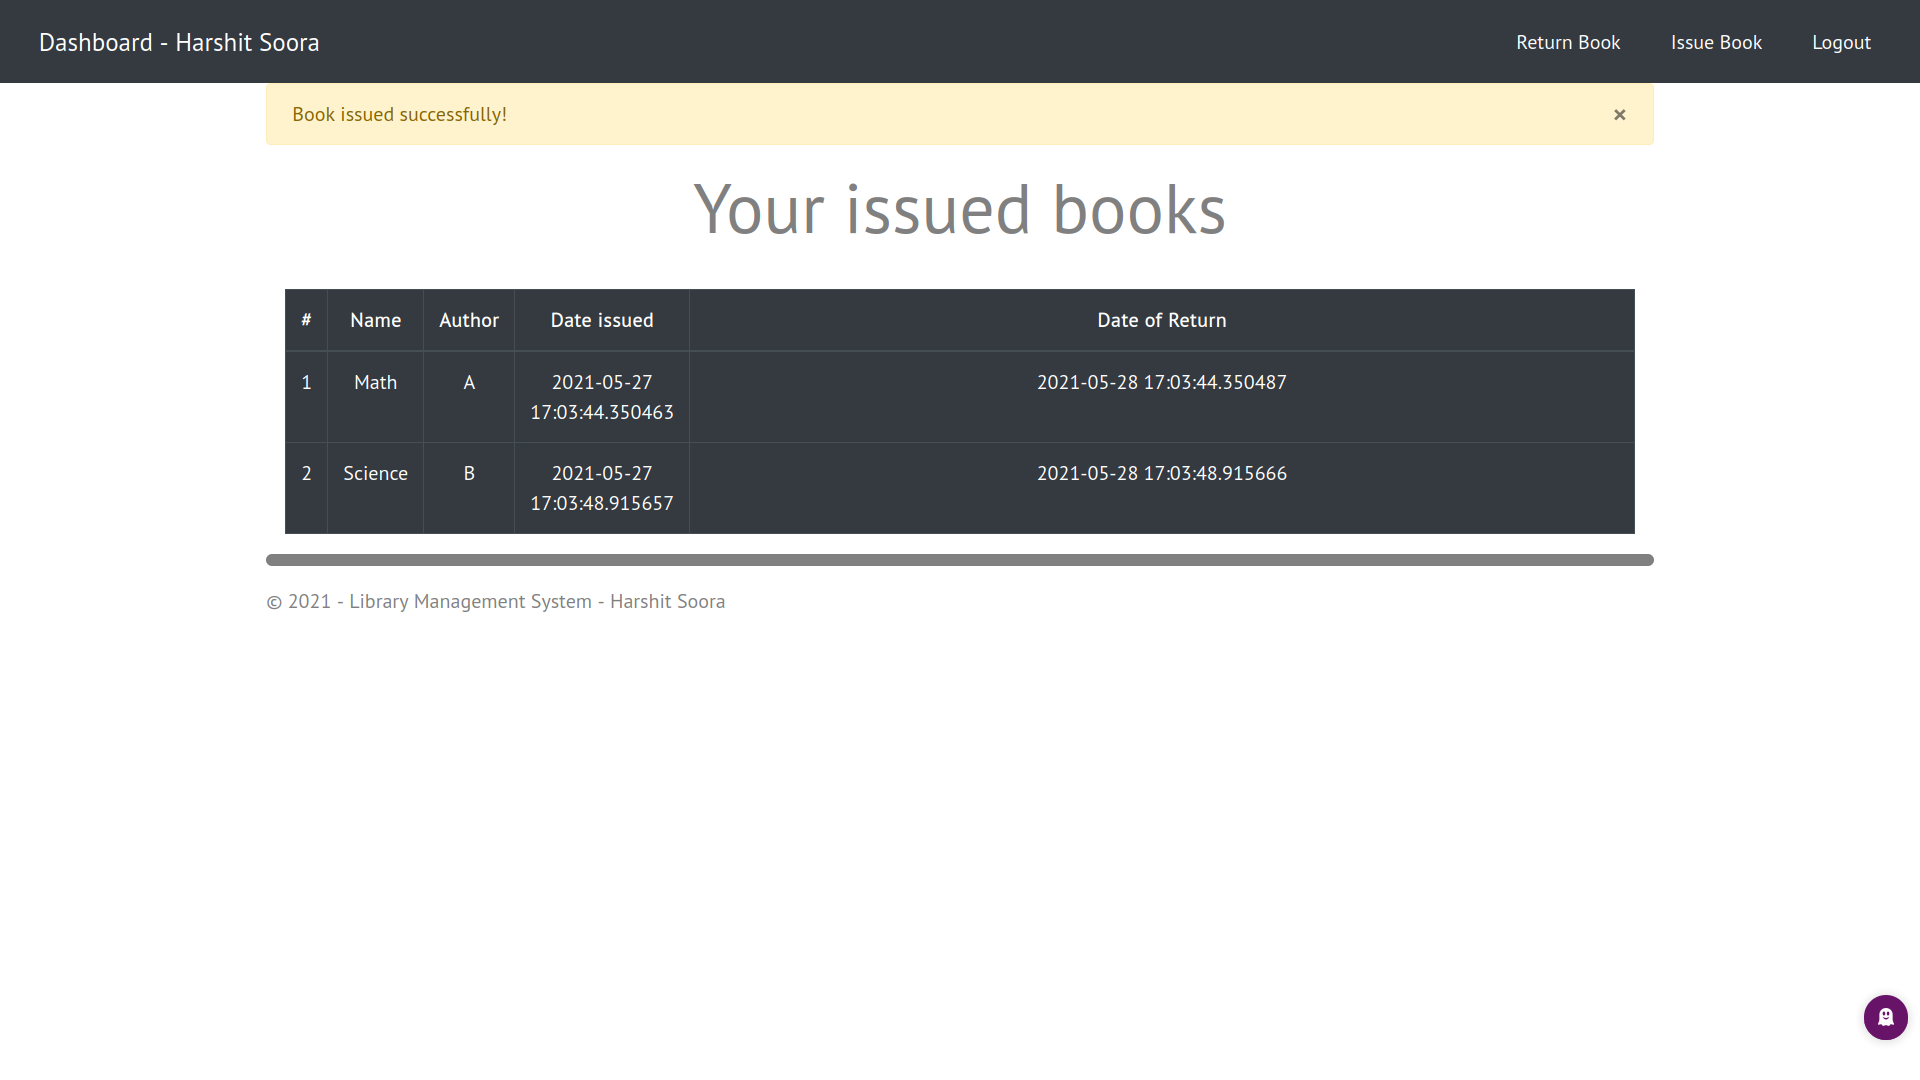 Dashboard - Harshit Soora
Return Book
Issue Book
Logout
Book issued successfully!
×
Your issued books
# Name Author Date issued Date of Return
1 Math A 2021-05-27 2021-05-28 17:03:44.350487
17:03:44.350463
2 Science B 2021-05-27 2021-05-28 17:03:48.915666
17:03:48.915657
© 2021 - Library Management System - Harshit Soora